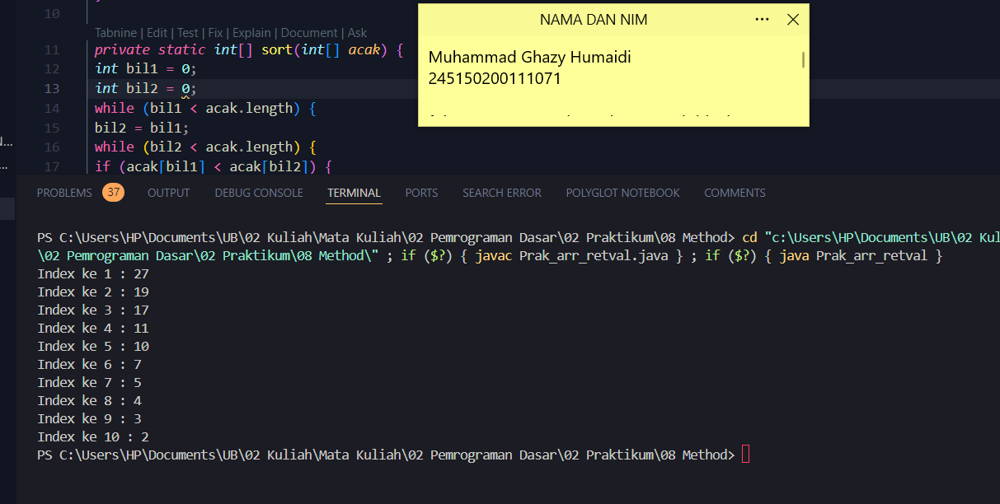 10
Tabnine | Edit | Test | Fix | Explain | Document | Ask
11 private static int[] sort(int[] acak) {
12 int bil1 = 0;
13 int bil2 = 0;
14 while (bil1 < acak.length) {
15 bil2 = bil1;
16 while (bil2 < acak.length) {
17 if (acak[bil1] < acak[bil2]) {
NAMA DAN NIM
Muhammad Ghazy Humaidi
245150200111071
PROBLEMS 37 OUTPUT DEBUG CONSOLE TERMINAL PORTS SEARCH ERROR POLYGLOT NOTEBOOK COMMENTS
PS C:\Users\HP\Documents\UB\02 Kuliah\Mata Kuliah\02 Pemrograman Dasar\02 Praktikum\08 Method> cd "c:\Users\HP\Documents\UB\02 Kul
\02 Pemrograman Dasar\02 Praktikum\08 Method\" ; if ($?) { javac Prak_arr_retval.java } ; if ($?) { java Prak_arr_retval }
Index ke 1 : 27
Index ke 2 : 19
Index ke 3 : 17
Index ke 4 : 11
Index ke 5 : 10
Index ke 6 : 7
Index ke 7 : 5
Index ke 8 : 4
Index ke 9 : 3
Index ke 10 : 2
PS C:\Users\HP\Documents\UB\02 Kuliah\Mata Kuliah\02 Pemrograman Dasar\02 Praktikum\08 Method>